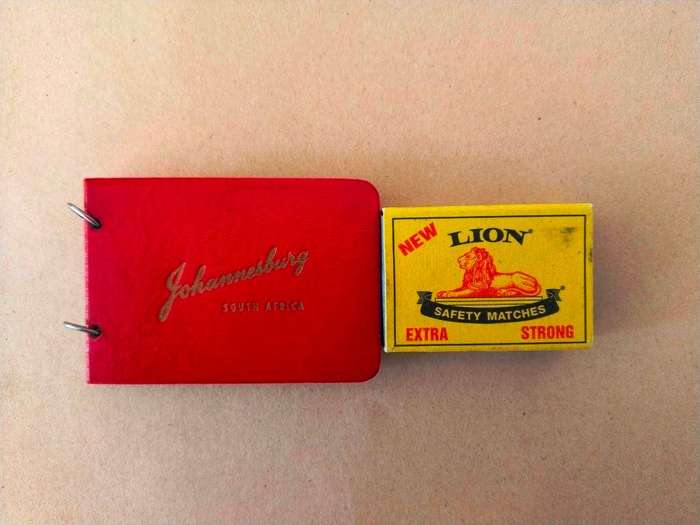 Johannesburg
SOUTH AFRICA
NEW
LION
SAFETY MATCHES
EXTRA STRONG